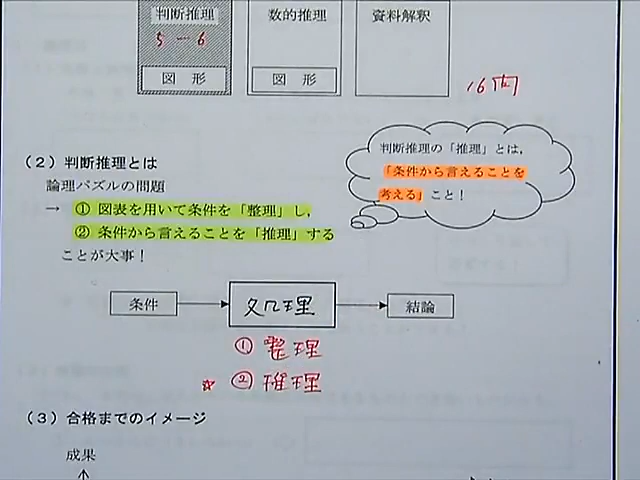 判断推理
数的推理
資料解釈
5-6
図 形
図 形
16問
(2)判断推理とは
論理パズルの問題
→ ① 図表を用いて条件を「整理」し,
② 条件から言えることを「推理」する
ことが大事！
判断推理の「推理」とは,
「条件から言えることを
考える」こと！
条件
処理
結論
① 整理
☆ ② 推理
(3)合格までのイメージ
成果